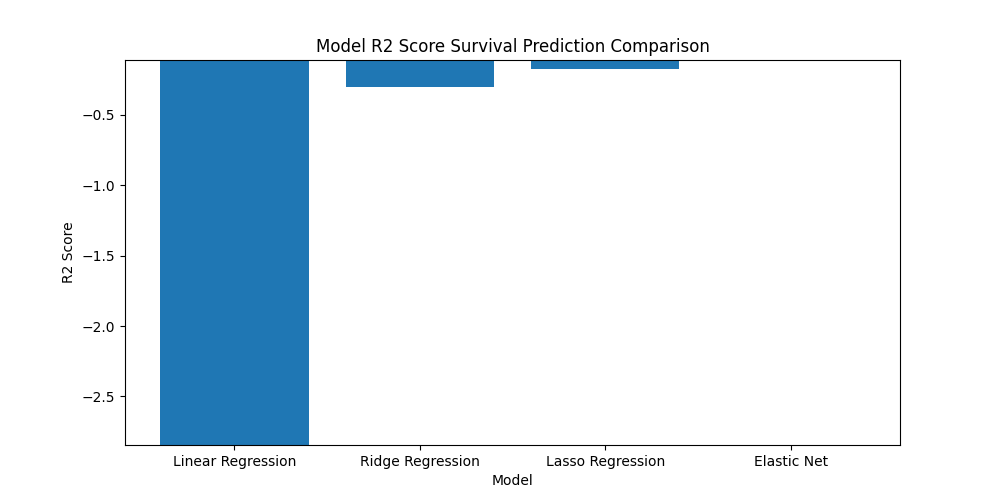 Model R2 Score Survival Prediction Comparison
−0.5
−1.0
−1.5
−2.0
−2.5
R2 Score
Linear Regression
Ridge Regression
Lasso Regression
Elastic Net
Model